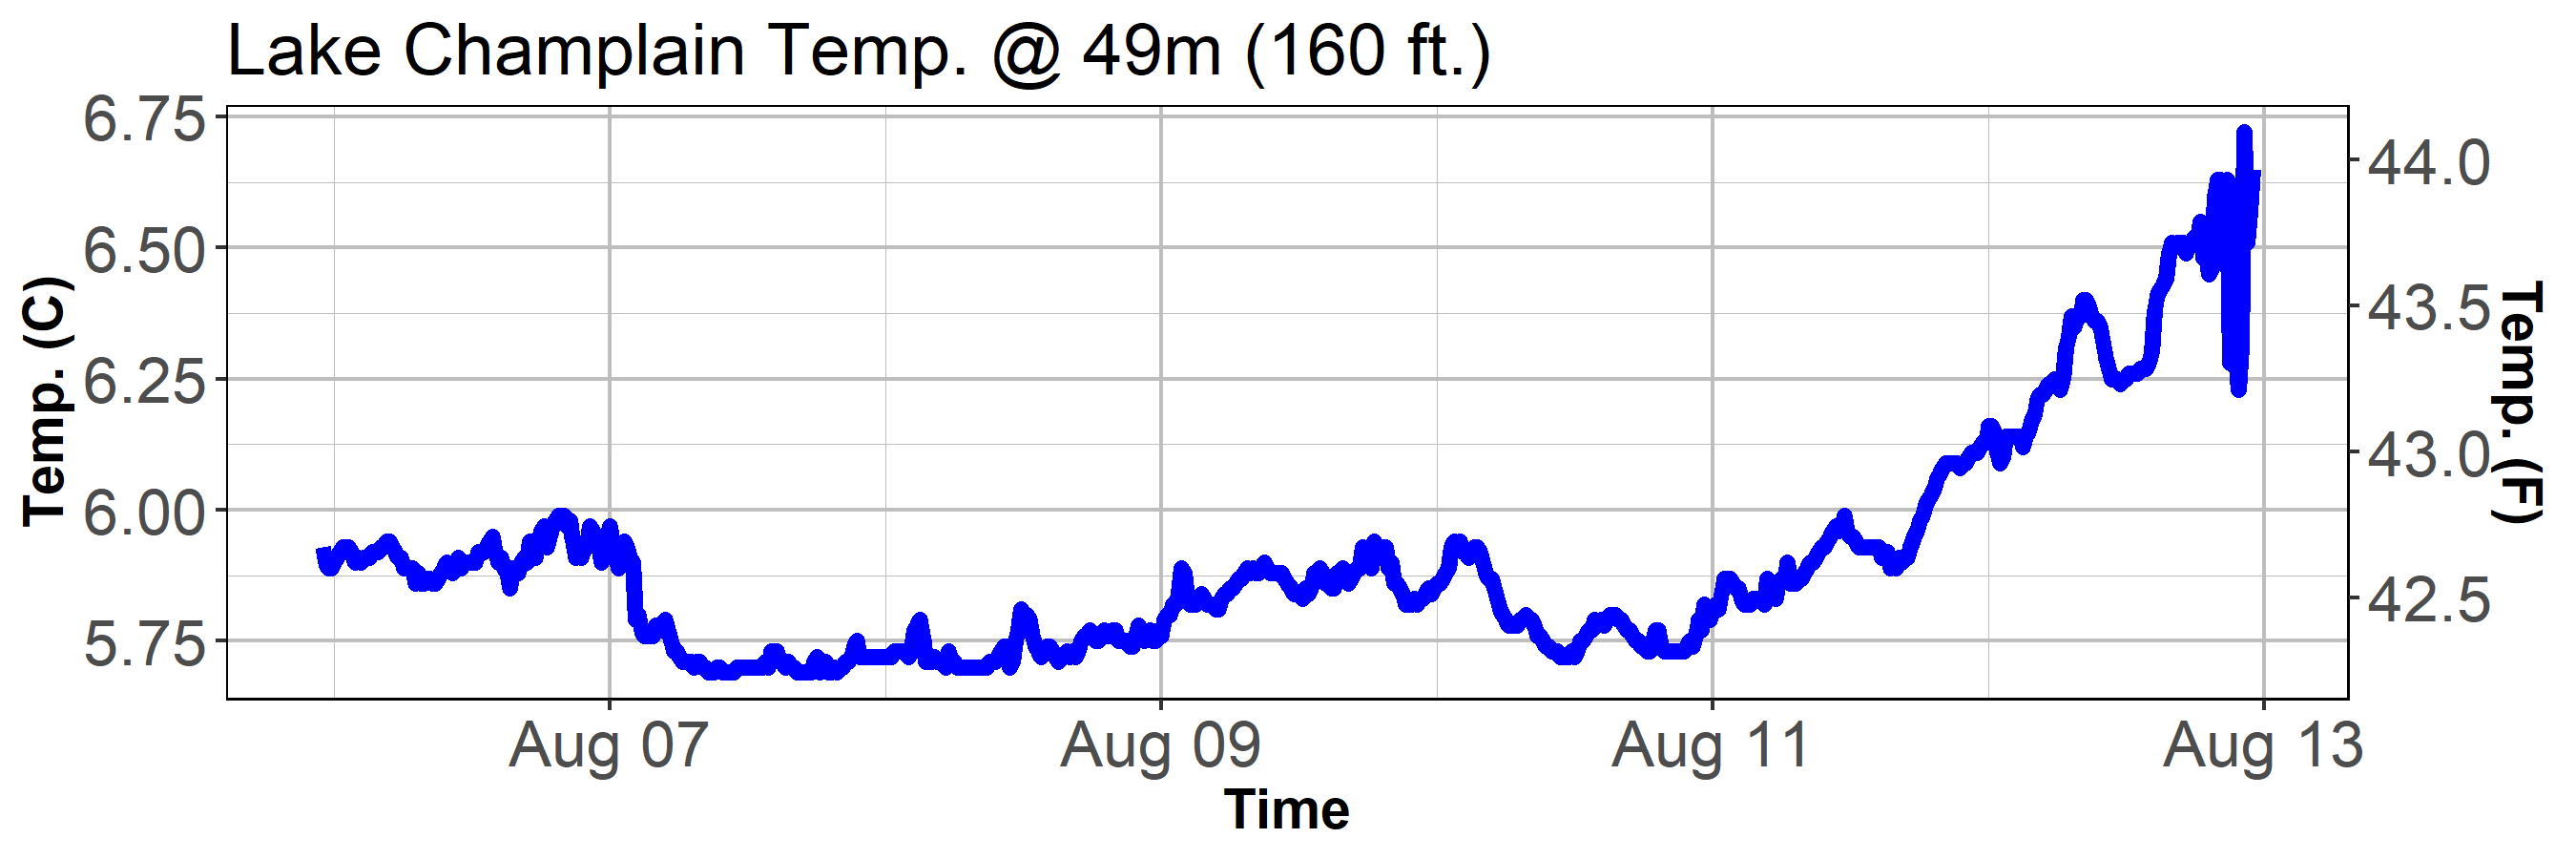 Lake Champlain Temp. @ 49m (160 ft.)
6.75
6.50
6.25
6.00
5.75
Temp. (C)
44.0
43.5
43.0
42.5
Temp. (F)
Aug 07 Aug 09 Aug 11 Aug 13
Time